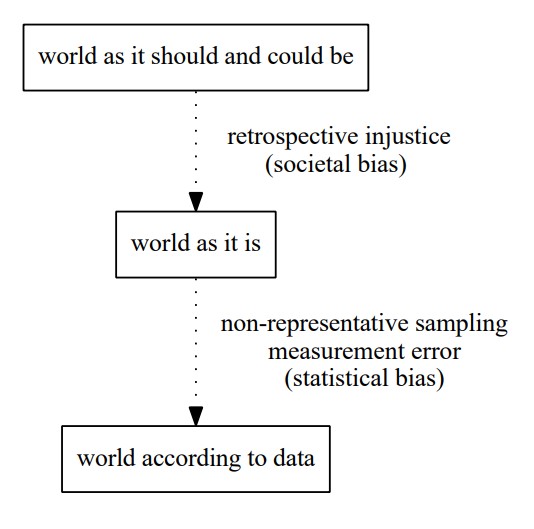 world as it should and could be
retrospective injustice
(societal bias)
world as it is
non-representative sampling
measurement error
(statistical bias)
world according to data